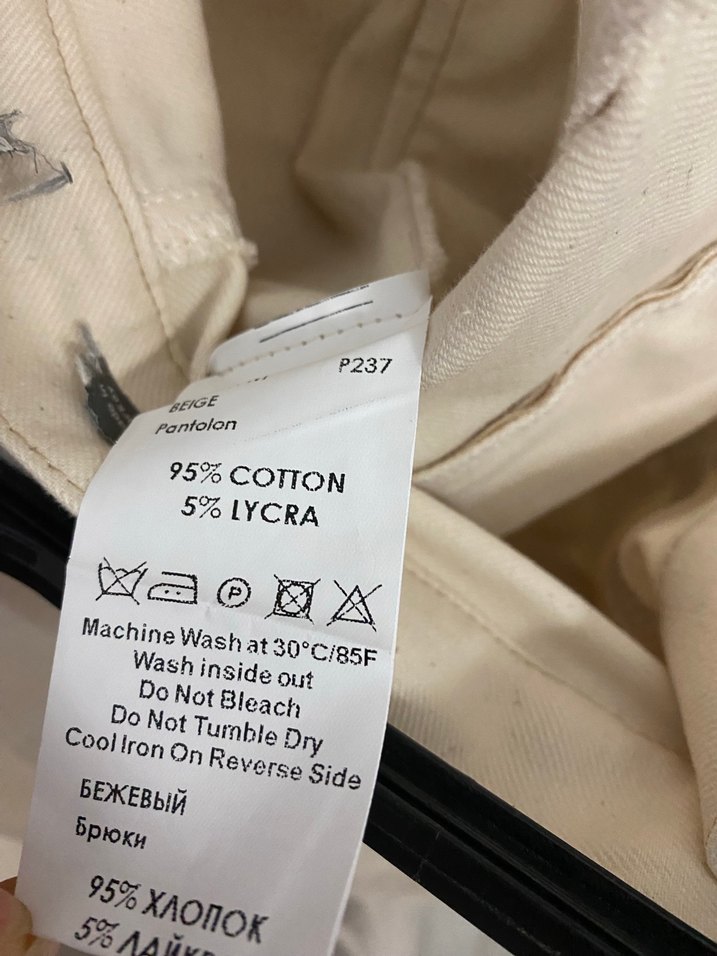 P237
BEIGE
Pantolon
95% COTTON
5% LYCRA
P
Machine Wash at 30°C/85F
Wash inside out
Do Not Bleach
Do Not Tumble Dry
Cool Iron On Reverse Side
БЕЖЕВЫЙ
Брюки
95% ХЛОПОК
5%